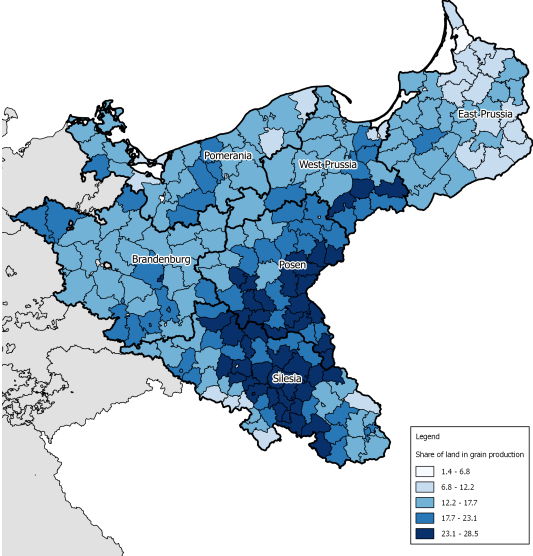 East Prussia
Pomerania
West Prussia
Brandenburg
Posen
Silesia
Legend
Share of land in grain production
1.4 - 6.8
6.8 - 12.2
12.2 - 17.7
17.7 - 23.1
23.1 - 28.5